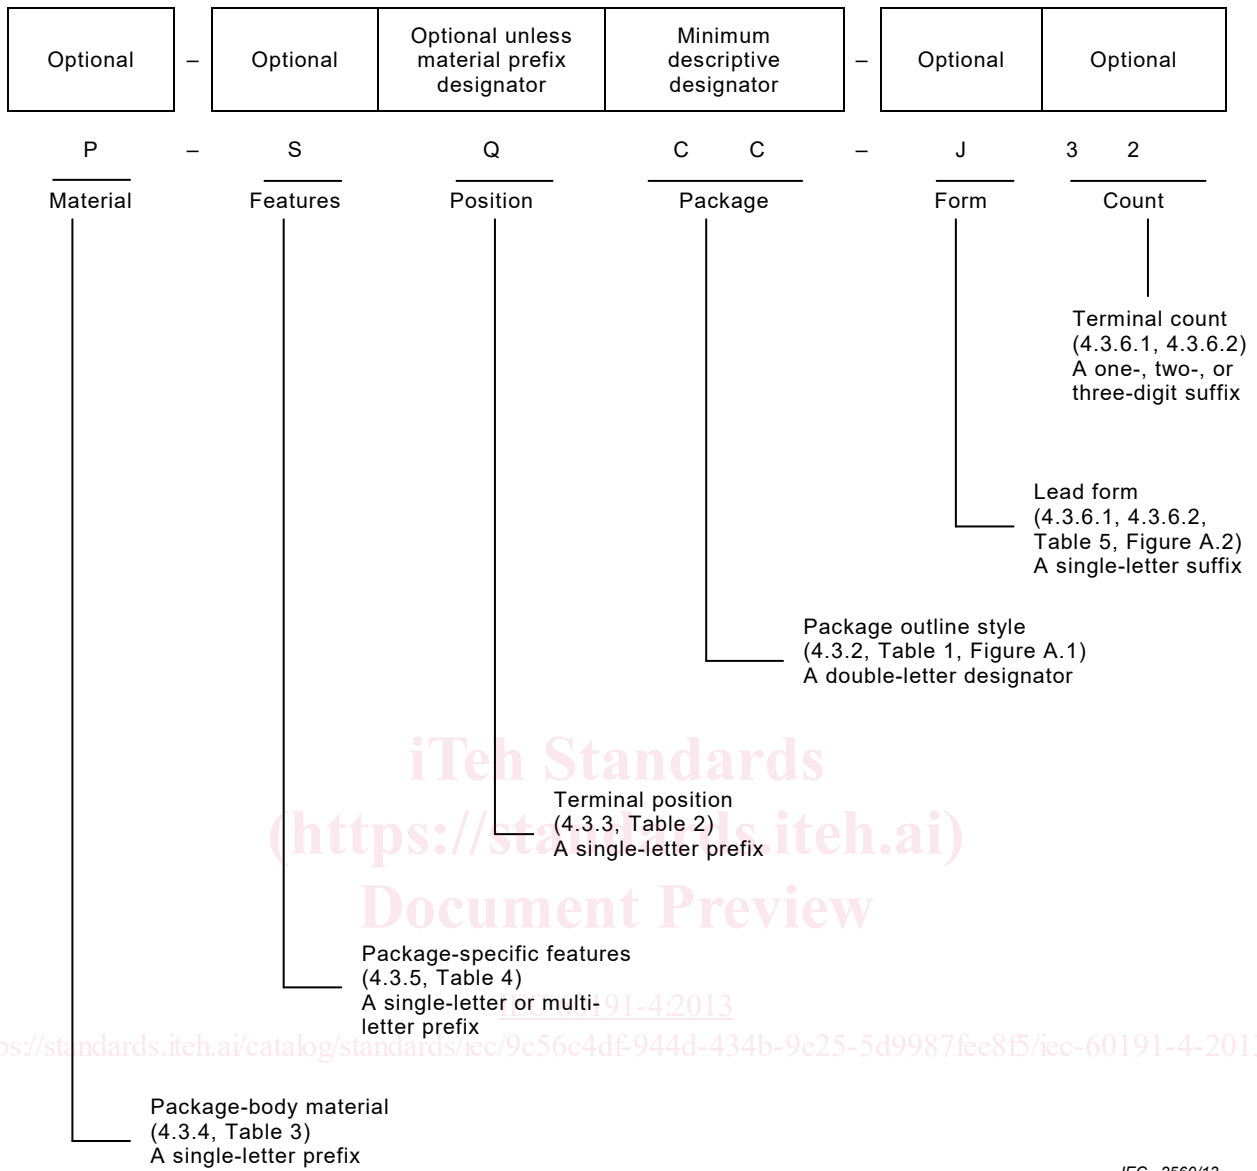 Optional – Optional Optional unless material prefix designator Minimum descriptive designator – Optional Optional
P – S Q C C – J 3 2
Material Features Position Package Form Count
Terminal count
(4.3.6.1, 4.3.6.2)
A one-, two-, or
three-digit suffix
Lead form
(4.3.6.1, 4.3.6.2,
Table 5, Figure A.2)
A single-letter suffix
Package outline style
(4.3.2, Table 1, Figure A.1)
A double-letter designator
iTeh Standards
Terminal position
(4.3.3, Table 2)
A single-letter prefix
(https://standards.iteh.ai)
Document Preview
Package-specific features
(4.3.5, Table 4)
A single-letter or multi-
letter prefix
IEC 60191-4:2013
ps://standards.iteh.ai/catalog/standards/iec/9c56c4df-944d-434b-9e25-5d9987fee8f5/iec-60191-4-201
Package-body material
(4.3.4, Table 3)
A single-letter prefix